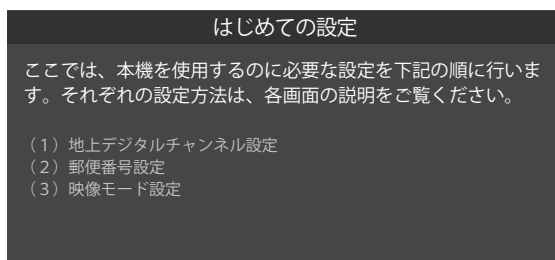 はじめての設定
ここでは、本機を使用するのに必要な設定を下記の順に行いま
す。それぞれの設定方法は、各画面の説明をご覧ください。
（1）地上デジタルチャンネル設定
（2）郵便番号設定
（3）映像モード設定